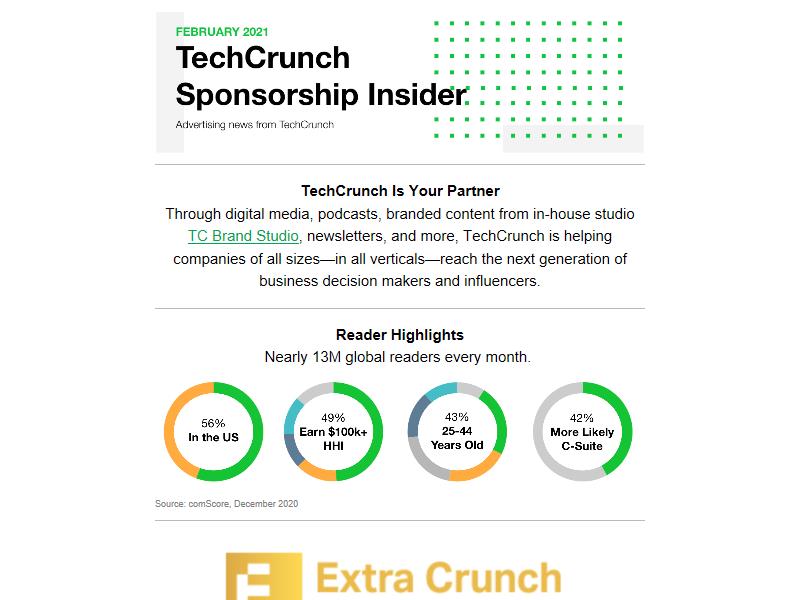 FEBRUARY 2021
TechCrunch
Sponsorship Insider
Advertising news from TechCrunch
TechCrunch Is Your Partner
Through digital media, podcasts, branded content from in-house studio
TC Brand Studio, newsletters, and more, TechCrunch is helping
companies of all sizes—in all verticals—reach the next generation of
business decision makers and influencers.
Reader Highlights
Nearly 13M global readers every month.
56%
In the US
49%
Earn $100k+
HHI
43%
25-44
Years Old
42%
More Likely
C-Suite
Source: comScore, December 2020
Extra Crunch